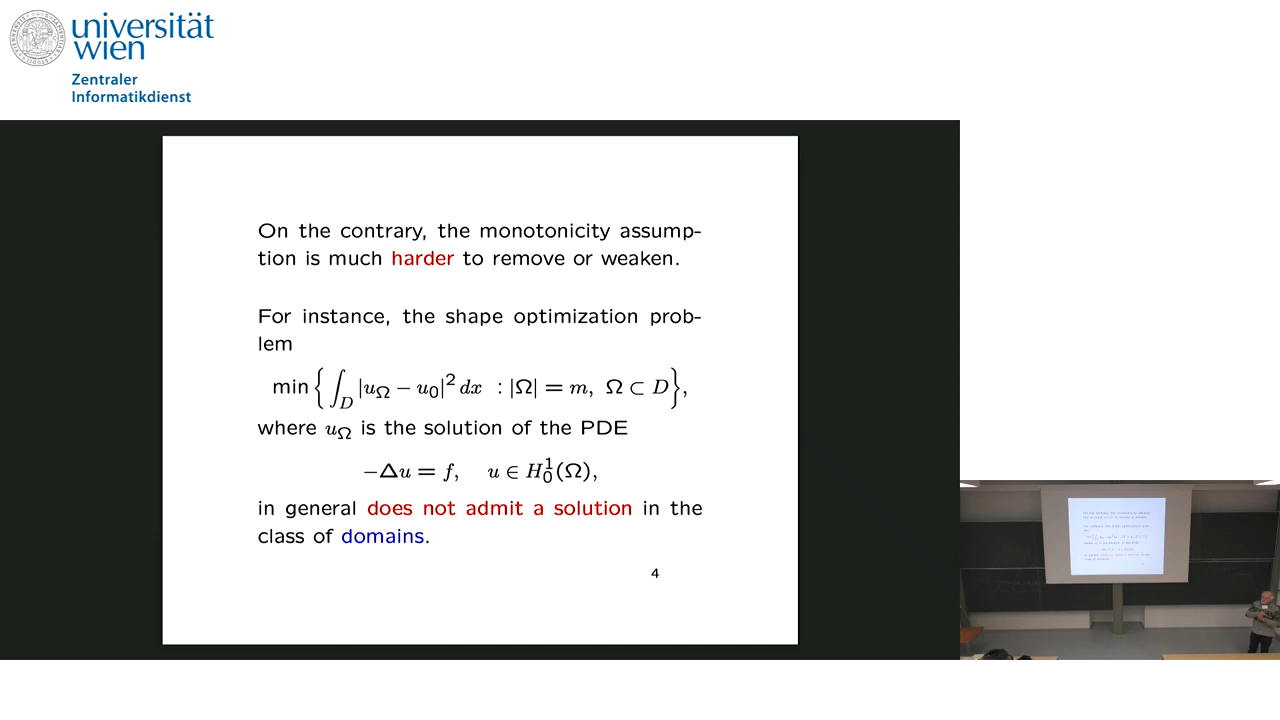 universität
wien
Zentraler
Informatikdienst
On the contrary, the monotonicity assump-
tion is much harder to remove or weaken.
For instance, the shape optimization prob-
lem
min { ∫_D |u_Ω − u_0|² dx : |Ω| = m, Ω ⊂ D },
where u_Ω is the solution of the PDE
−Δu = f, u ∈ H¹₀(Ω),
in general does not admit a solution in the
class of domains.
4